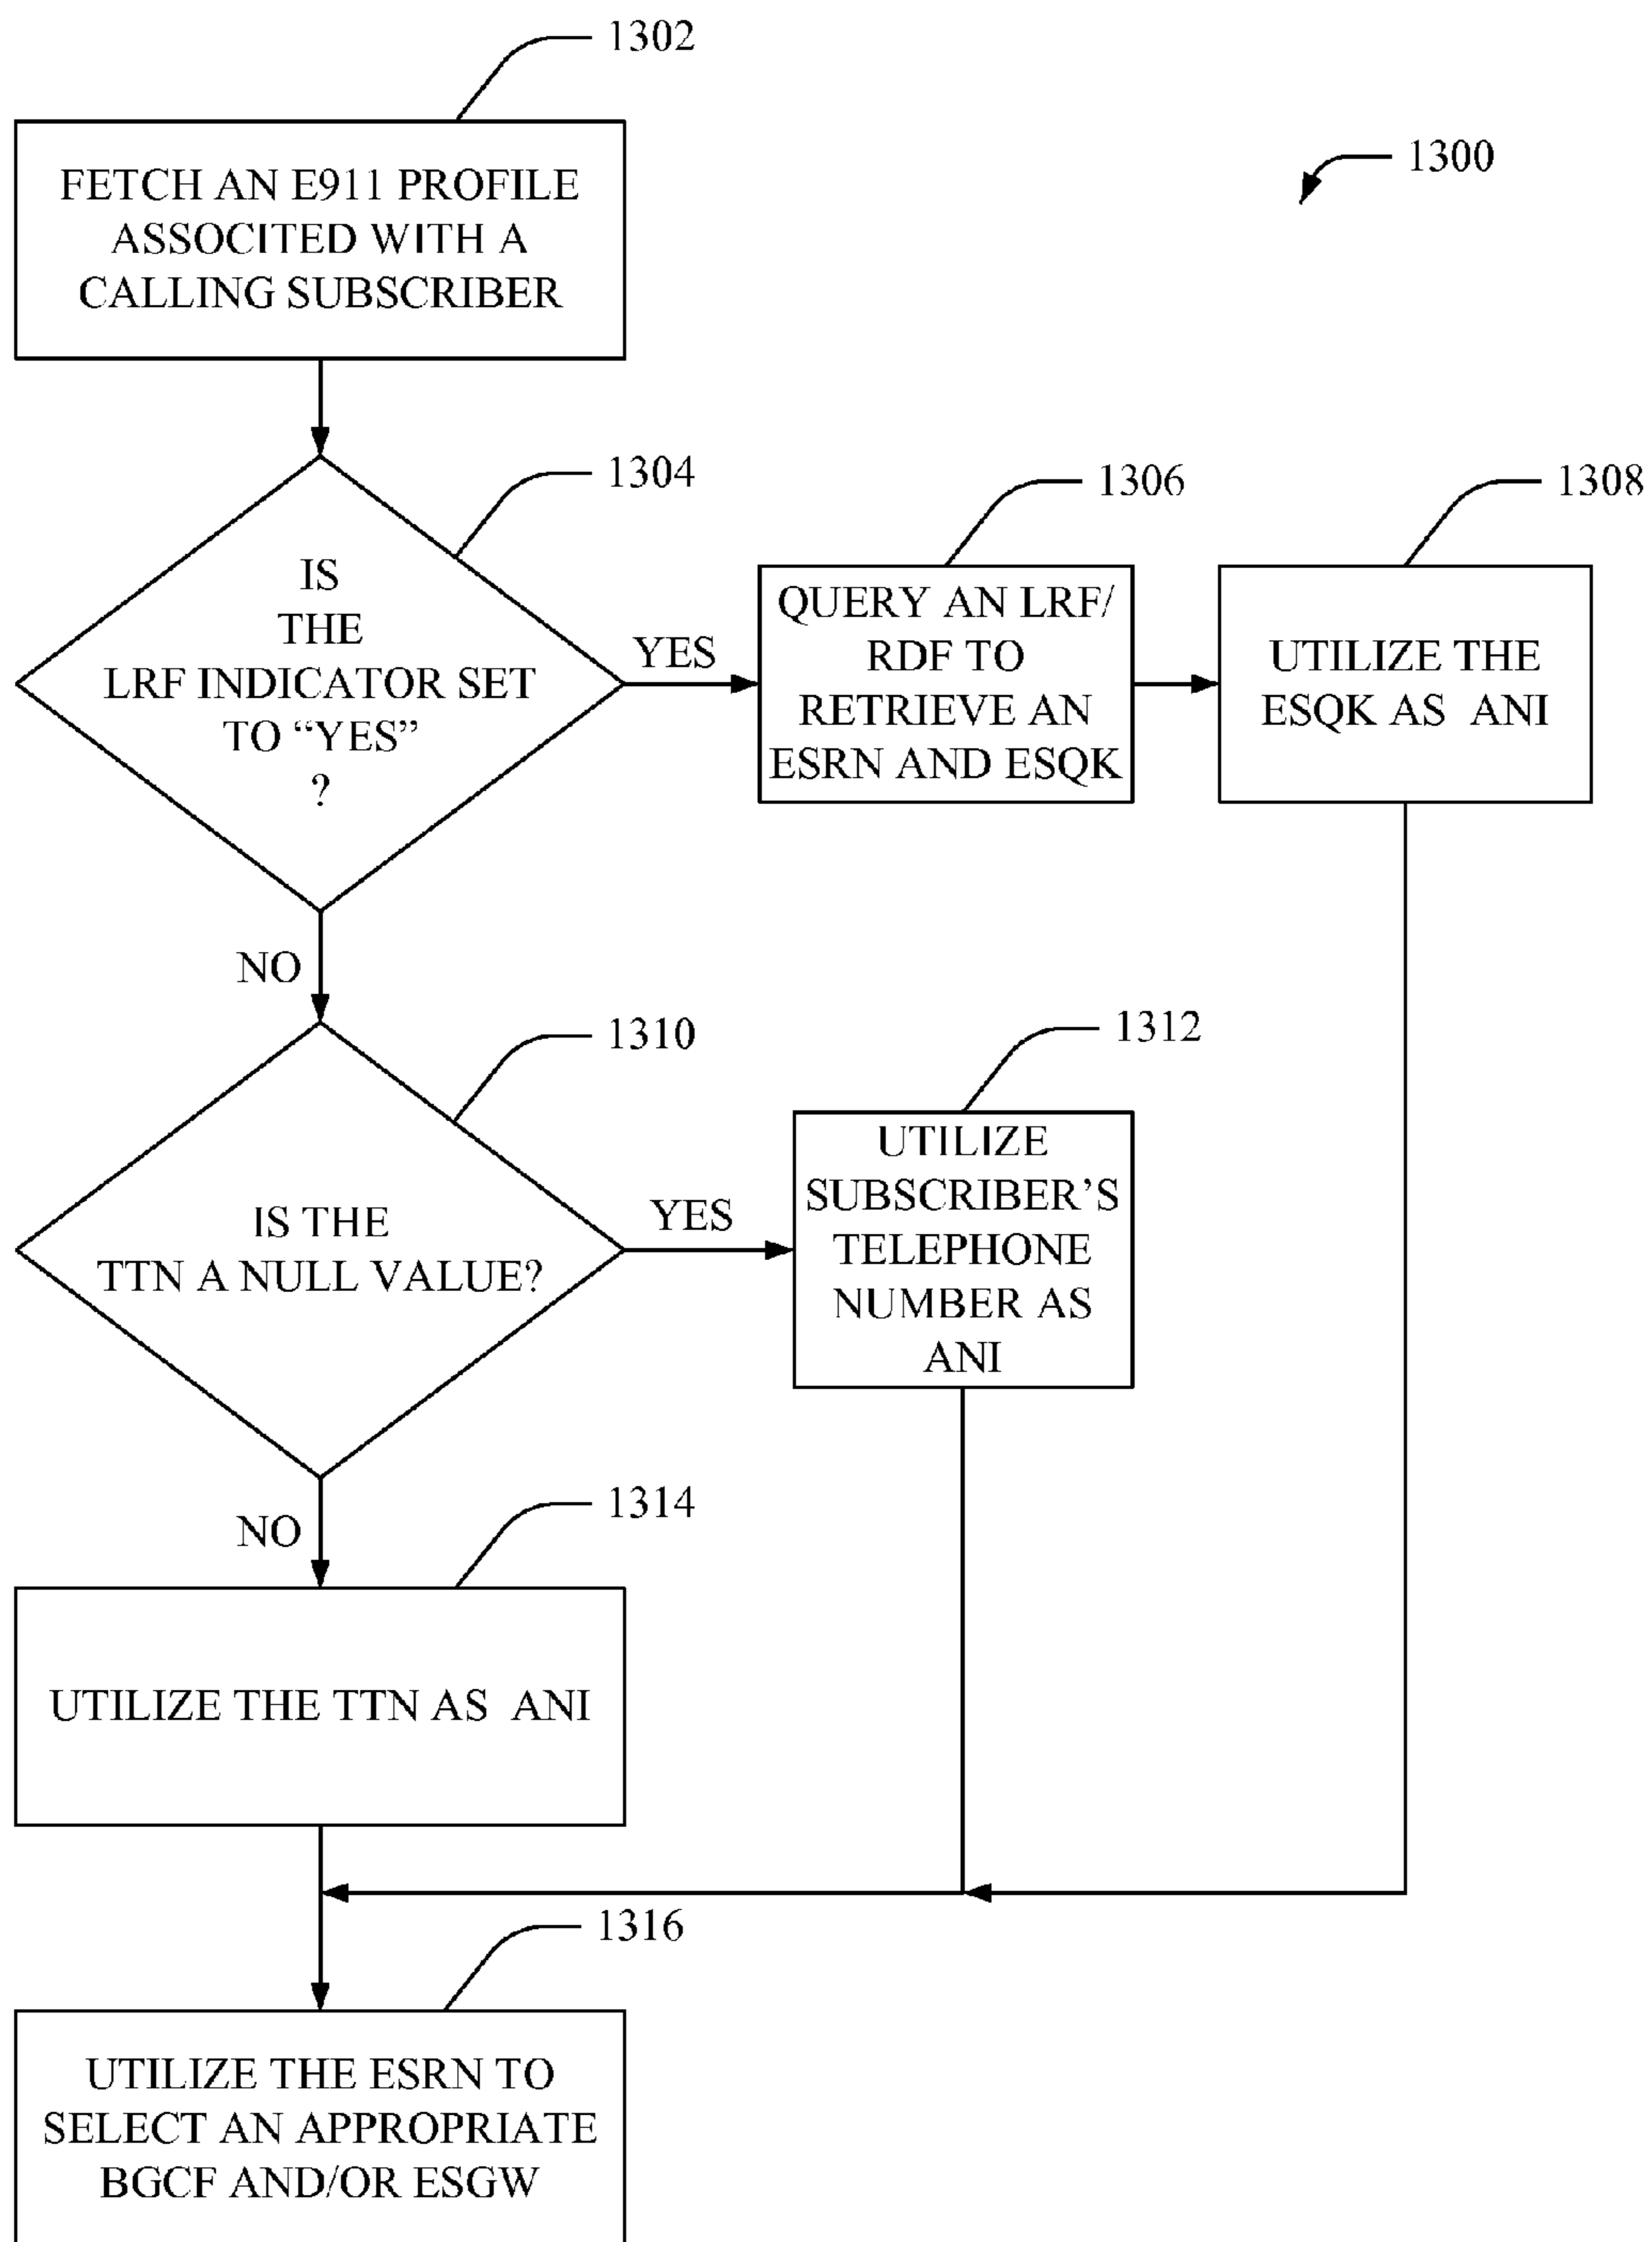 1302
1300
FETCH AN E911 PROFILE
ASSOCITED WITH A
CALLING SUBSCRIBER
1304
1306
1308
IS
THE
LRF INDICATOR SET
TO “YES”
?
YES
QUERY AN LRF/
RDF TO
RETRIEVE AN
ESRN AND ESQK
UTILIZE THE
ESQK AS ANI
NO
1310
1312
IS THE
TTN A NULL VALUE?
YES
UTILIZE
SUBSCRIBER’S
TELEPHONE
NUMBER AS
ANI
NO
1314
UTILIZE THE TTN AS ANI
1316
UTILIZE THE ESRN TO
SELECT AN APPROPRIATE
BGCF AND/OR ESGW